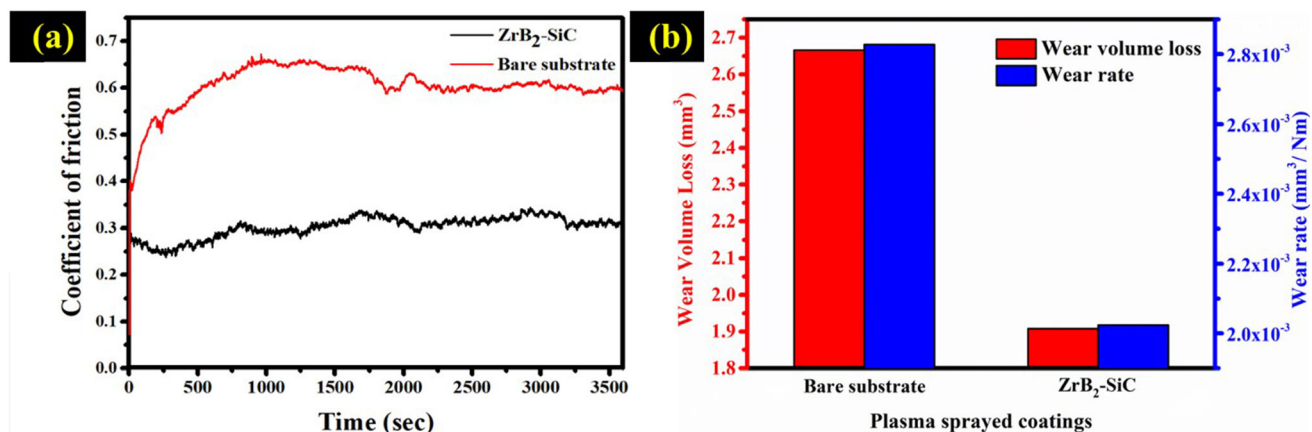 (a)
ZrB₂-SiC
Bare substrate
Coefficient of friction
0.7
0.6
0.5
0.4
0.3
0.2
0.1
0.0
0 500 1000 1500 2000 2500 3000 3500
Time (sec)
(b)
Wear volume loss
Wear rate
Wear Volume Loss (mm³)
2.7
2.6
2.5
2.4
2.3
2.2
2.1
2.0
1.9
1.8
2.8x10⁻³
2.6x10⁻³
2.4x10⁻³
2.2x10⁻³
2.0x10⁻³
Wear rate (mm³/ Nm)
Bare substrate ZrB₂-SiC
Plasma sprayed coatings